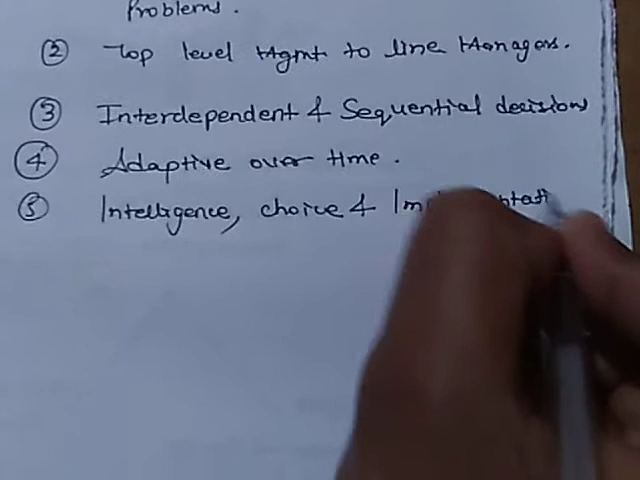 Problems.
② Top level Mgmt to line Managers.
③ Interdependent & Sequential decisions
④ Adaptive over time.
⑤ Intelligence, choice &